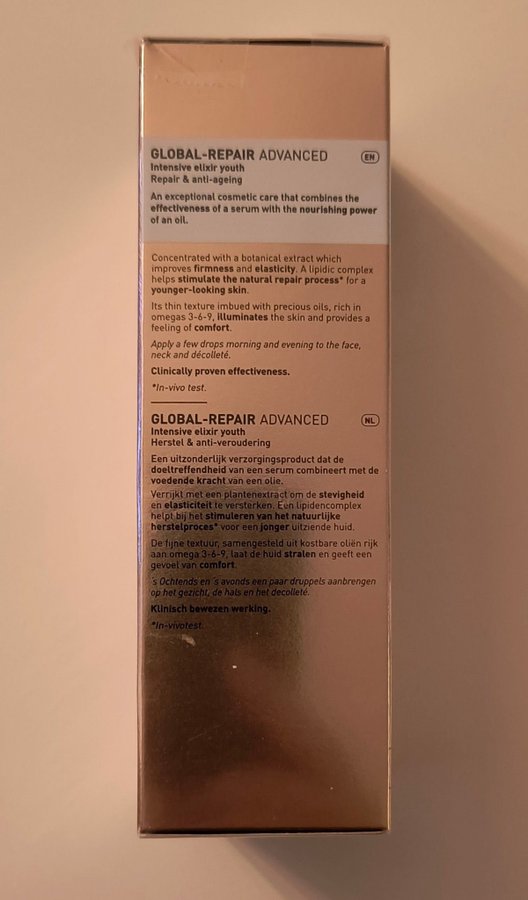 GLOBAL-REPAIR ADVANCED EN
Intensive elixir youth
Repair & anti-ageing
An exceptional cosmetic care that combines the
effectiveness of a serum with the nourishing power
of an oil.
Concentrated with a botanical extract which
improves firmness and elasticity. A lipidic complex
helps stimulate the natural repair process* for a
younger-looking skin.
Its thin texture imbued with precious oils, rich in
omegas 3-6-9, illuminates the skin and provides a
feeling of comfort.
Apply a few drops morning and evening to the face,
neck and décolleté.
Clinically proven effectiveness.
*In-vivo test.
GLOBAL-REPAIR ADVANCED NL
Intensive elixir youth
Herstel & anti-veroudering
Een uitzonderlijk verzorgingsproduct dat de
doeltreffendheid van een serum combineert met de
voedende kracht van een olie.
Verrijkt met een plantenextract om de stevigheid
en elasticiteit te versterken. Een lipidencomplex
helpt bij het stimuleren van het natuurlijke
herstelproces* voor een jonger uitziende huid.
De fijne textuur, samengesteld uit kostbare oliën rijk
aan omega 3-6-9, laat de huid stralen en geeft een
gevoel van comfort.
's Ochtends en 's avonds een paar druppels aanbrengen
op het gezicht, de hals en het decolleté.
Klinisch bewezen werking.
*In-vivotest.